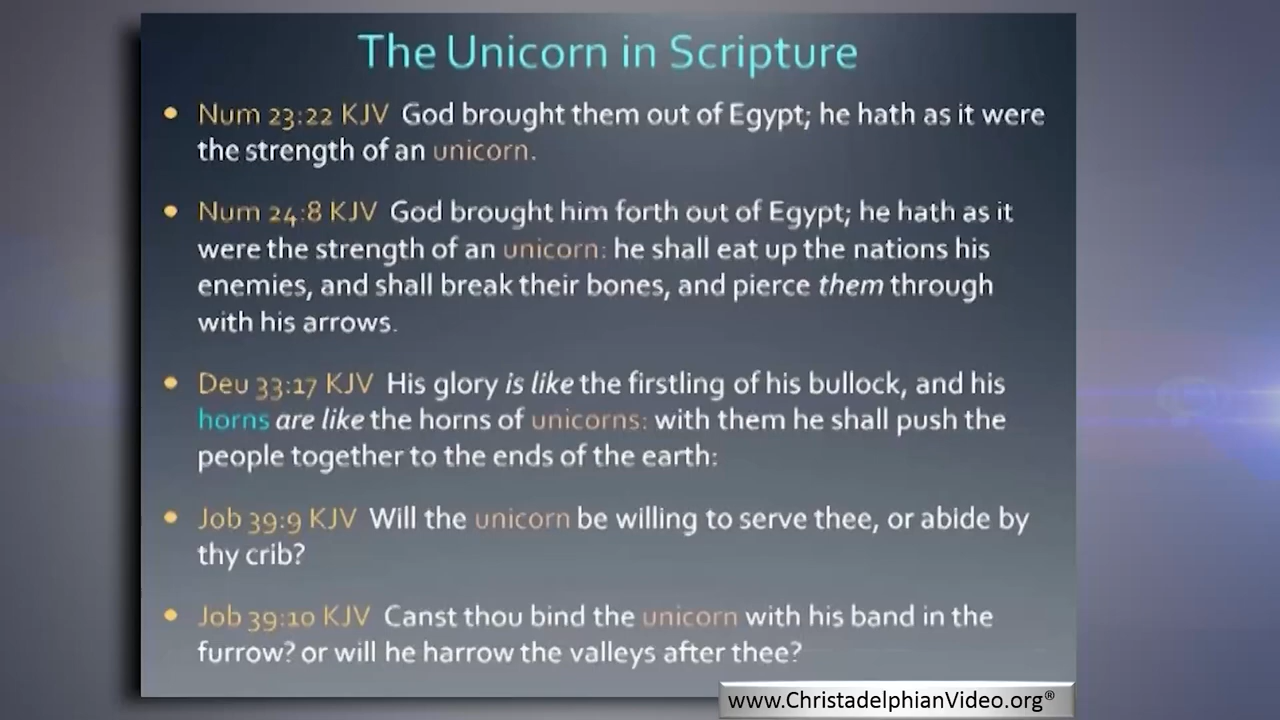 The Unicorn in Scripture
• Num 23:22 KJV God brought them out of Egypt; he hath as it were
the strength of an unicorn.
• Num 24:8 KJV God brought him forth out of Egypt; he hath as it
were the strength of an unicorn: he shall eat up the nations his
enemies, and shall break their bones, and pierce them through
with his arrows.
• Deu 33:17 KJV His glory is like the firstling of his bullock, and his
horns are like the horns of unicorns: with them he shall push the
people together to the ends of the earth:
• Job 39:9 KJV Will the unicorn be willing to serve thee, or abide by
thy crib?
• Job 39:10 KJV Canst thou bind the unicorn with his band in the
furrow? or will he harrow the valleys after thee?
www.ChristadelphianVideo.org®